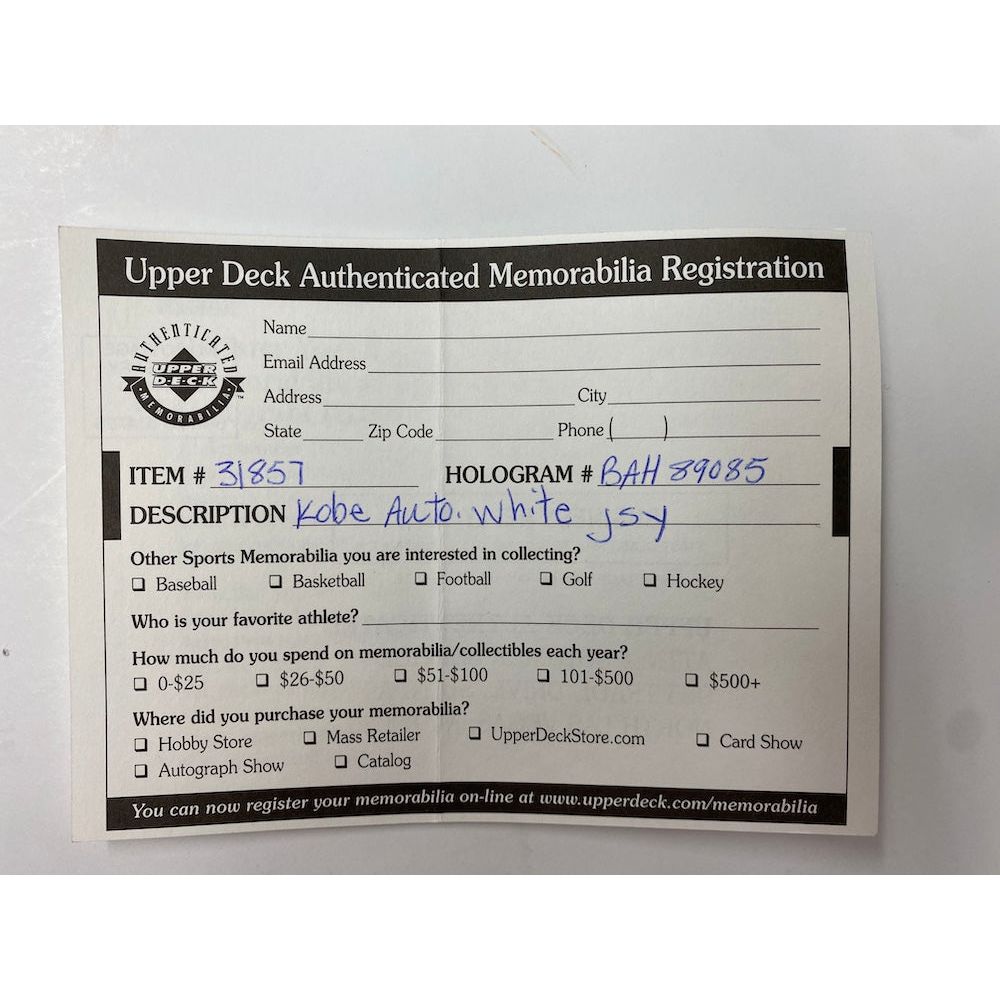 Upper Deck Authenticated Memorabilia Registration
AUTHENTICATED
UPPER
D·E·C·K
MEMORABILIA
™
Name
Email Address
Address City
State Zip Code Phone ( )
ITEM # 31857 HOLOGRAM # BAH 89085
DESCRIPTION Kobe Auto. white jsy
Other Sports Memorabilia you are interested in collecting?
❑ Baseball ❑ Basketball ❑ Football ❑ Golf ❑ Hockey
Who is your favorite athlete?
How much do you spend on memorabilia/collectibles each year?
❑ 0-$25 ❑ $26-$50 ❑ $51-$100 ❑ 101-$500 ❑ $500+
Where did you purchase your memorabilia?
❑ Hobby Store ❑ Mass Retailer ❑ UpperDeckStore.com ❑ Card Show
❑ Autograph Show ❑ Catalog
You can now register your memorabilia on-line at www.upperdeck.com/memorabilia